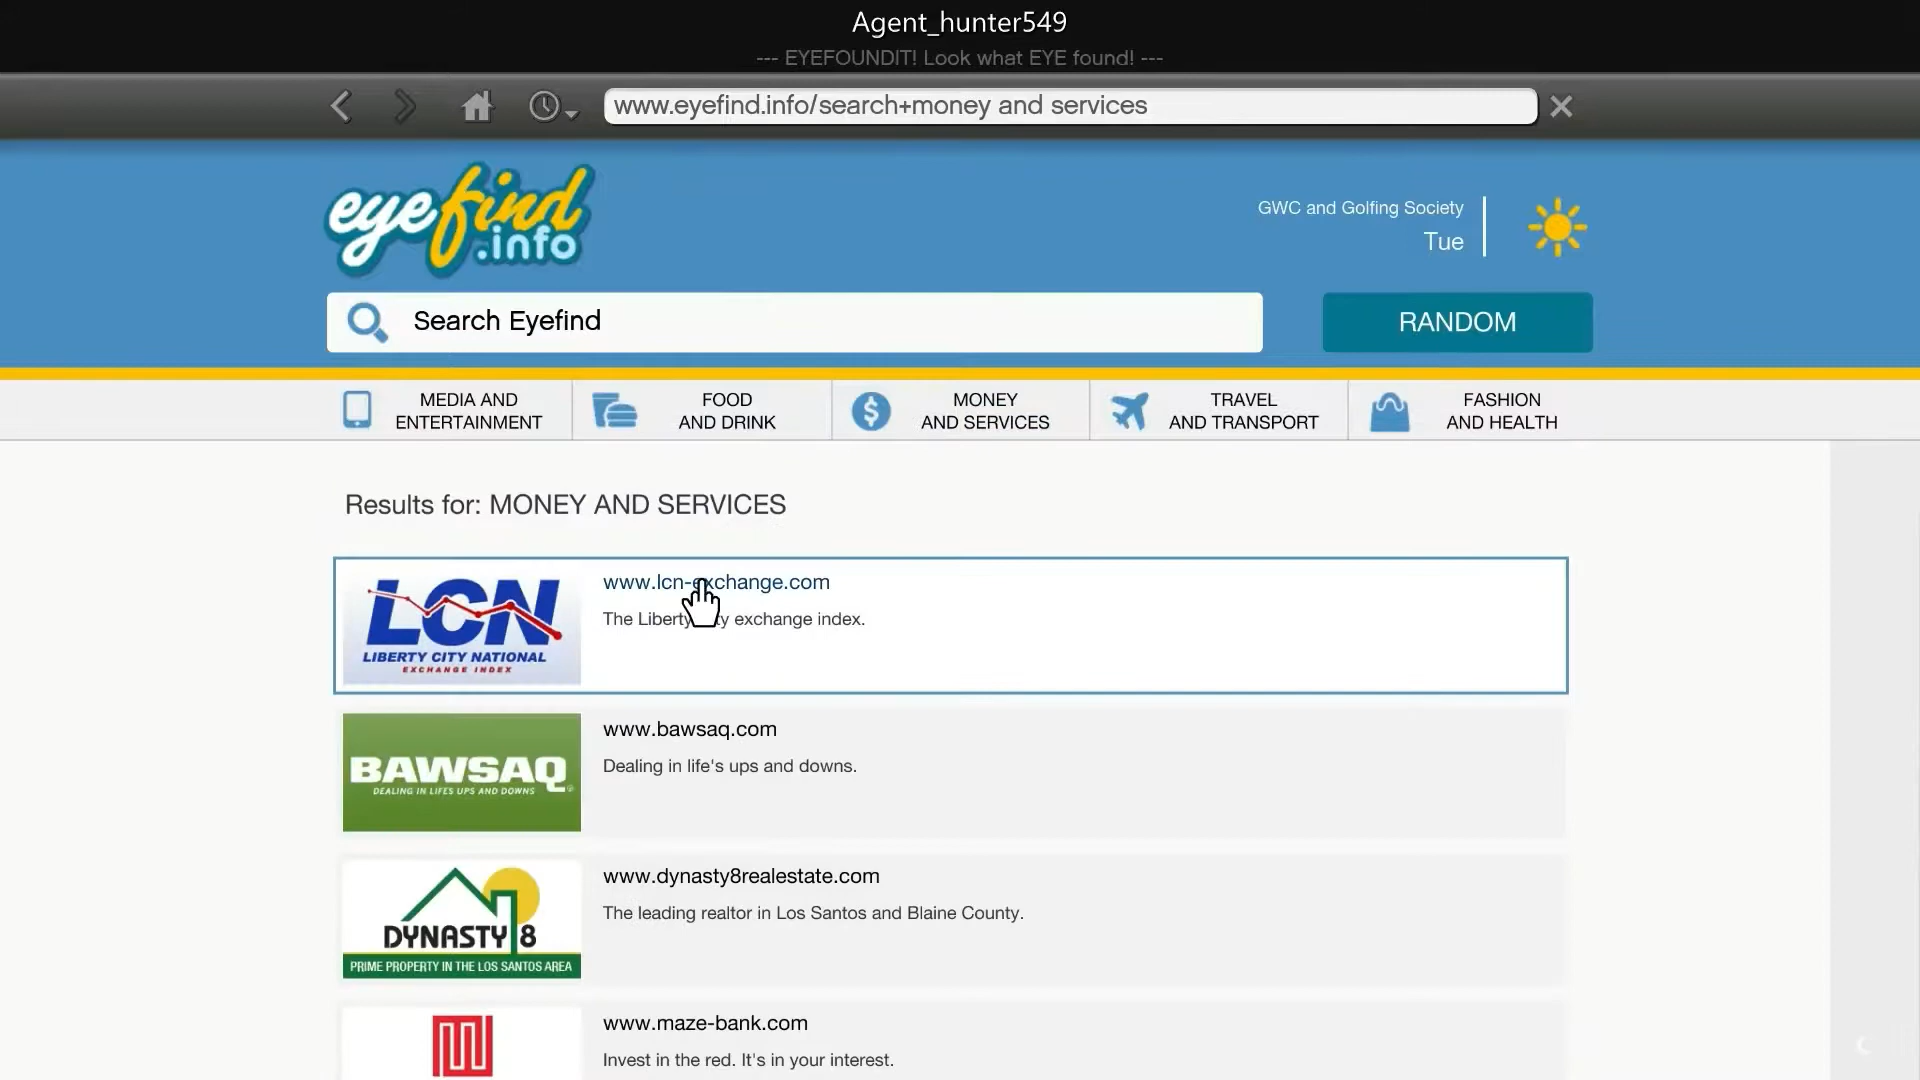 Agent_hunter549
--- EYEFOUNDIT! Look what EYE found! ---
www.eyefind.info/search+money and services
eyefind
.info
GWC and Golfing Society
Tue
Search Eyefind
RANDOM
MEDIA AND
ENTERTAINMENT
FOOD
AND DRINK
MONEY
AND SERVICES
TRAVEL
AND TRANSPORT
FASHION
AND HEALTH
Results for: MONEY AND SERVICES
LCN
LIBERTY CITY NATIONAL
EXCHANGE INDEX
www.lcn-exchange.com
The Liberty exchange index.
BAWSAQ
DEALING IN LIFE'S UPS AND DOWNS
www.bawsaq.com
Dealing in life's ups and downs.
DYNASTY 8
PRIME PROPERTY IN THE LOS SANTOS AREA
www.dynasty8realestate.com
The leading realtor in Los Santos and Blaine County.
www.maze-bank.com
Invest in the red. It's in your interest.